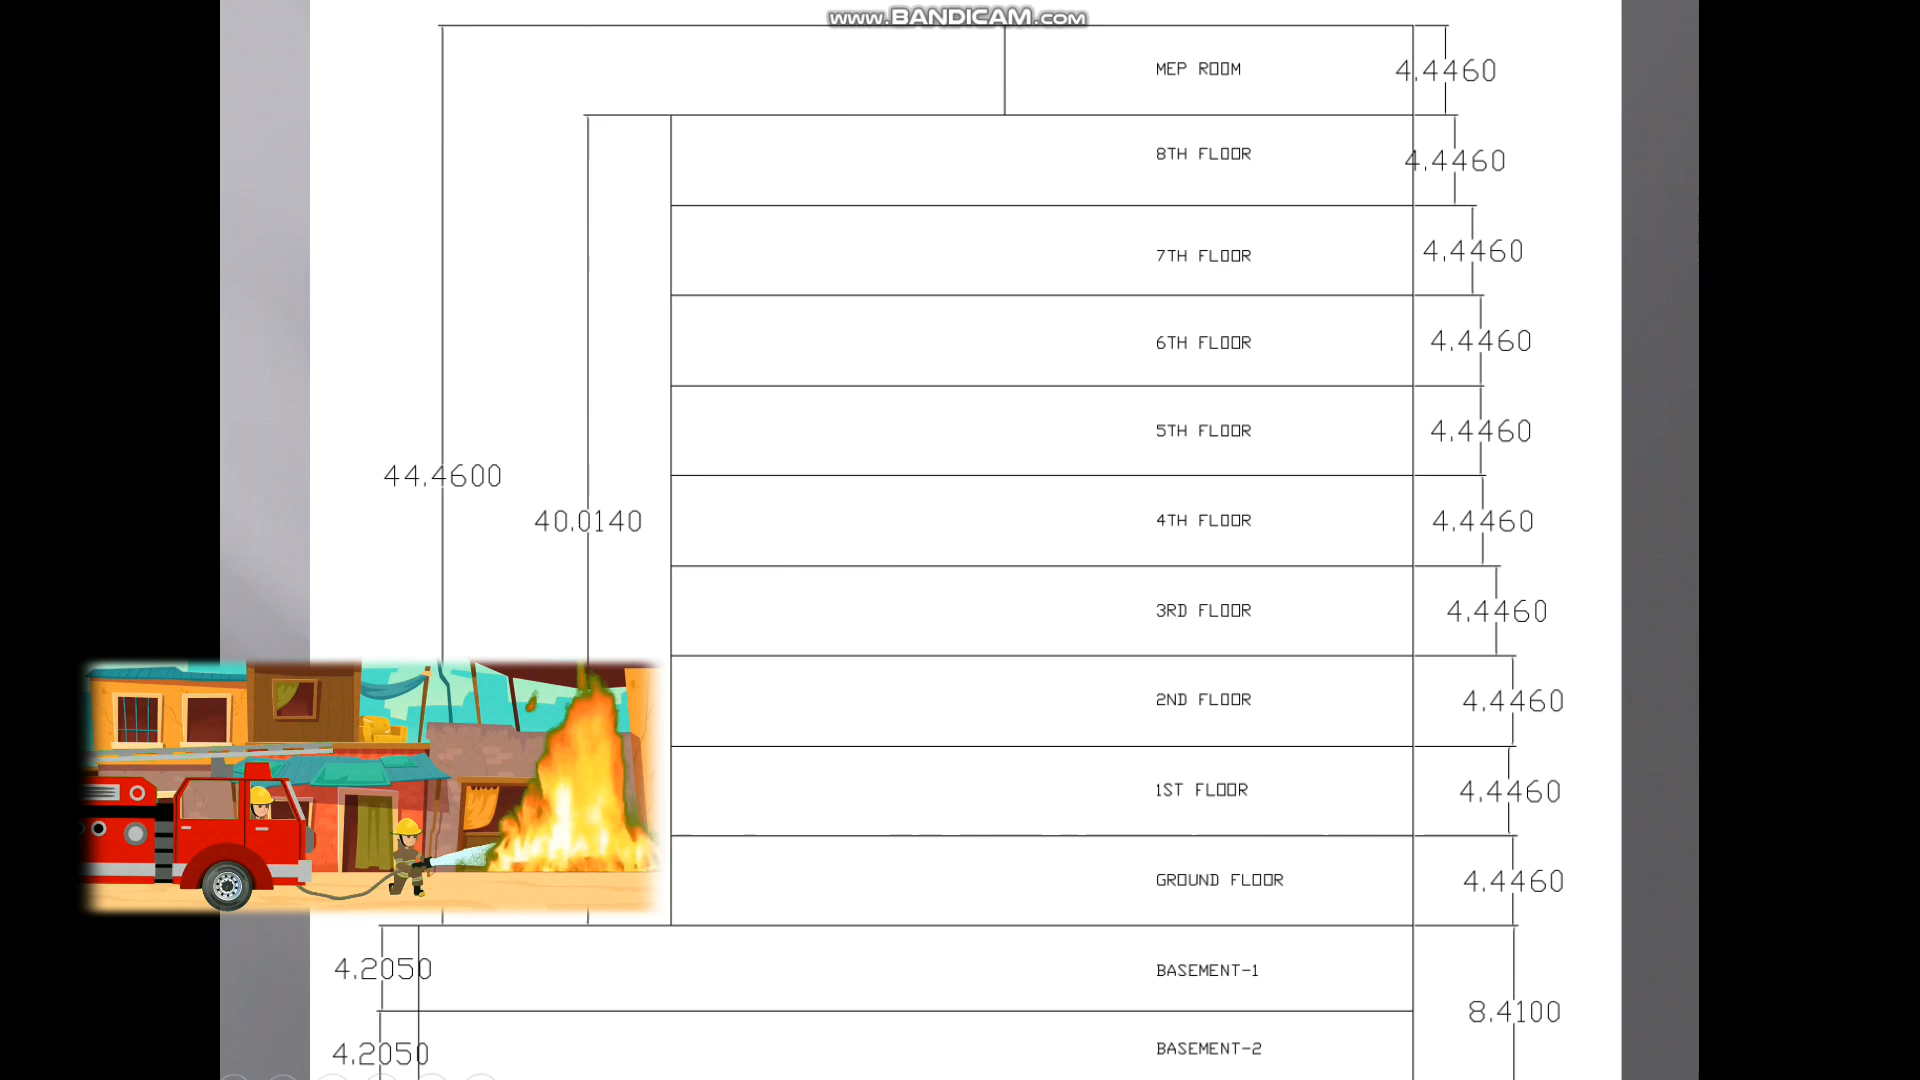 www.BANDICAM.com
MEP ROOM 4.4460
8TH FLOOR 4.4460
7TH FLOOR 4.4460
6TH FLOOR 4.4460
5TH FLOOR 4.4460
44.4600
40.0140 4TH FLOOR 4.4460
3RD FLOOR 4.4460
2ND FLOOR 4.4460
1ST FLOOR 4.4460
GROUND FLOOR 4.4460
4.2050 BASEMENT-1
8.4100
4.2050 BASEMENT-2